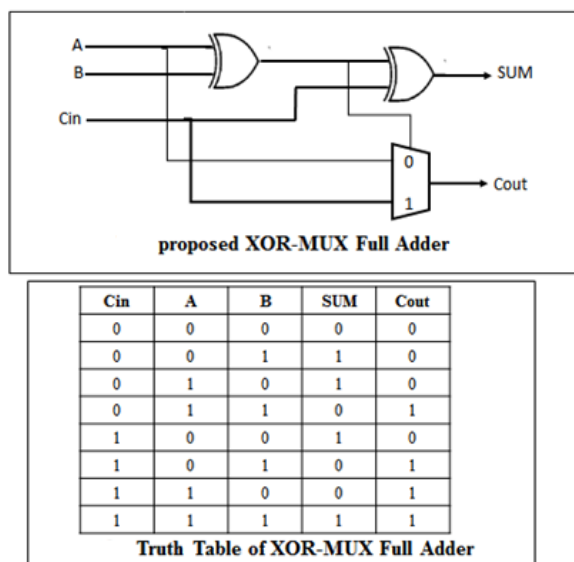 A
B
SUM
Cin
0
Cout
1
proposed XOR-MUX Full Adder
Cin A B SUM Cout
0 0 0 0 0
0 0 1 1 0
0 1 0 1 0
0 1 1 0 1
1 0 0 1 0
1 0 1 0 1
1 1 0 0 1
1 1 1 1 1
Truth Table of XOR-MUX Full Adder